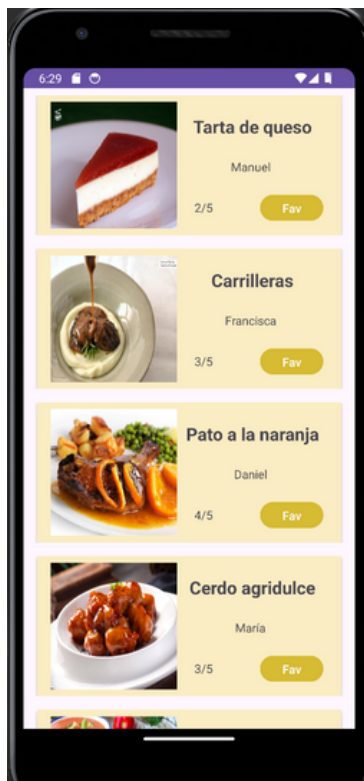 6:29
Tarta de queso
Manuel
2/5
Fav
Carrilleras
Francisca
3/5
Fav
Pato a la naranja
Daniel
4/5
Fav
Cerdo agridulce
María
3/5
Fav